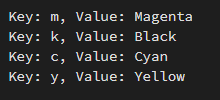 Key: m, Value: Magenta
Key: k, Value: Black
Key: c, Value: Cyan
Key: y, Value: Yellow